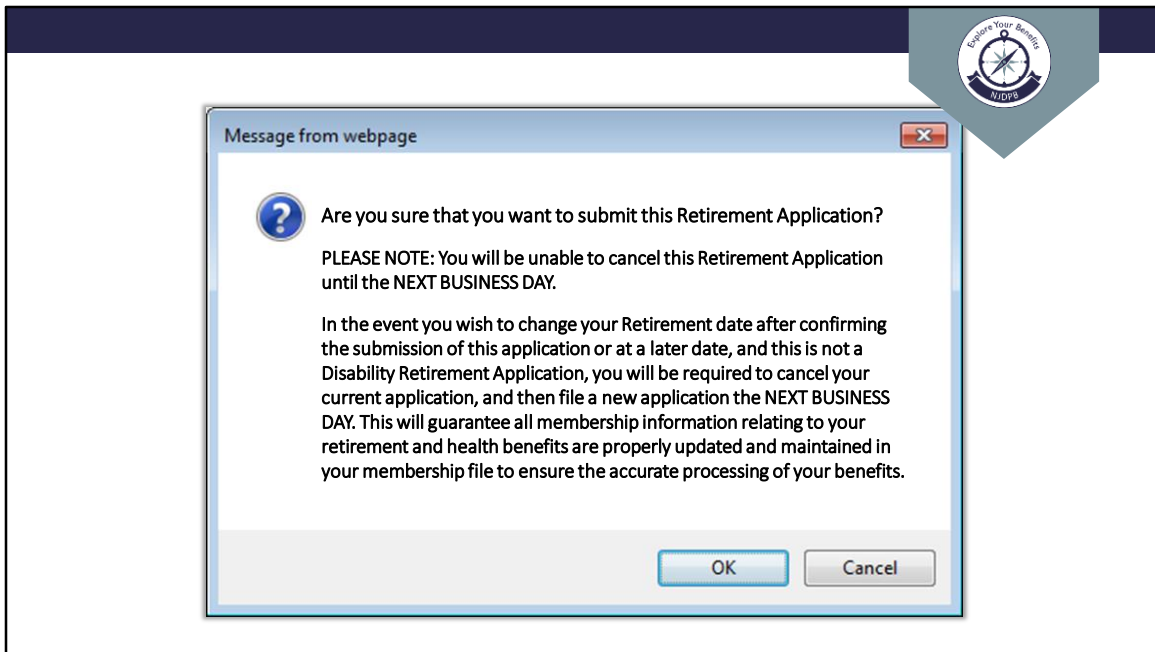 Explore Your Benefits
NJDPB
Message from webpage
Are you sure that you want to submit this Retirement Application?
PLEASE NOTE: You will be unable to cancel this Retirement Application
until the NEXT BUSINESS DAY.
In the event you wish to change your Retirement date after confirming
the submission of this application or at a later date, and this is not a
Disability Retirement Application, you will be required to cancel your
current application, and then file a new application the NEXT BUSINESS
DAY. This will guarantee all membership information relating to your
retirement and health benefits are properly updated and maintained in
your membership file to ensure the accurate processing of your benefits.
OK
Cancel